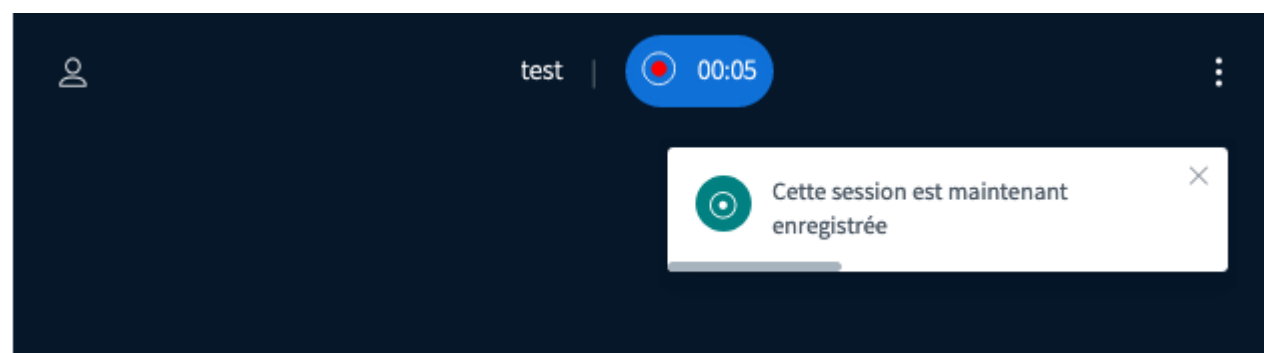 test | 00:05
Cette session est maintenant
enregistrée